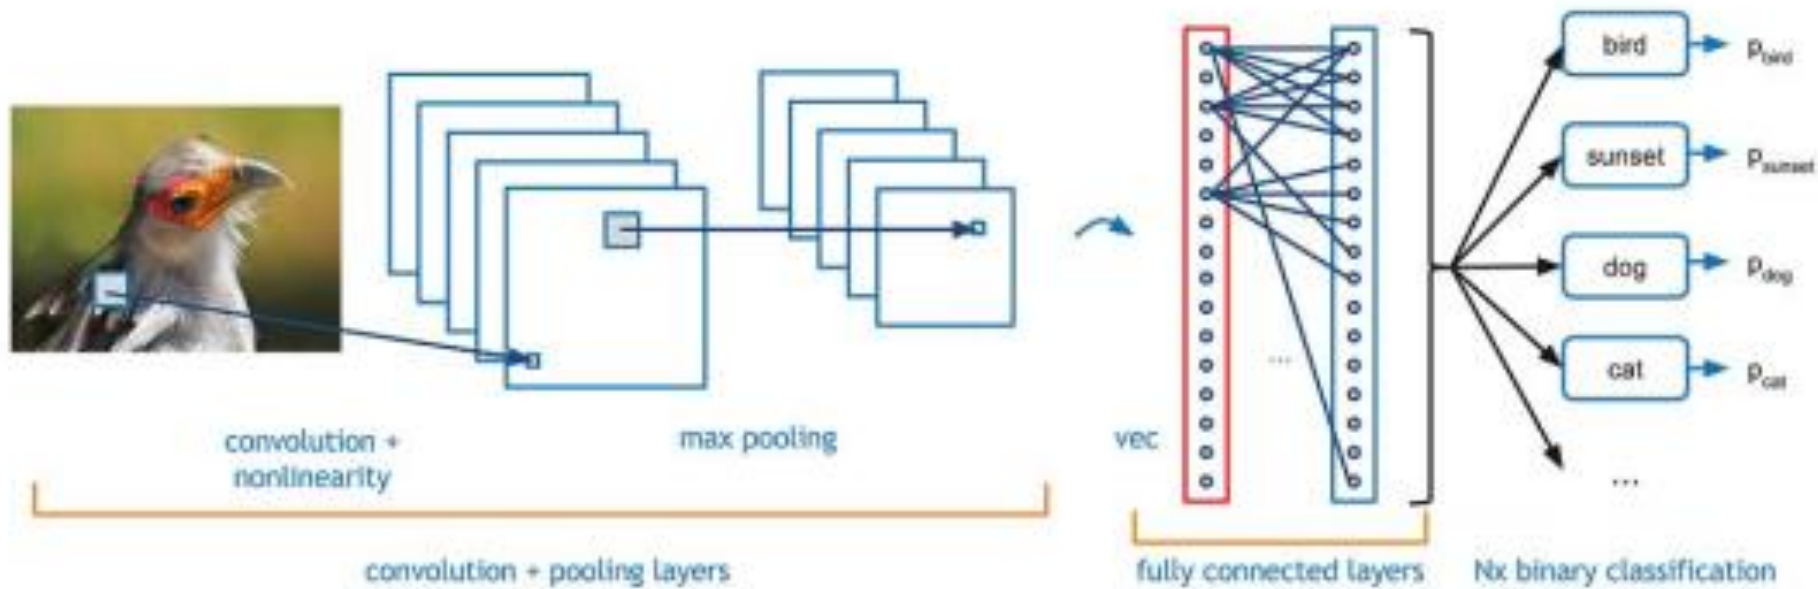 bird
p_bird
sunset
p_sunset
dog
p_dog
cat
p_cat
...
...
convolution +
nonlinearity
max pooling
vec
convolution + pooling layers
fully connected layers
Nx binary classification